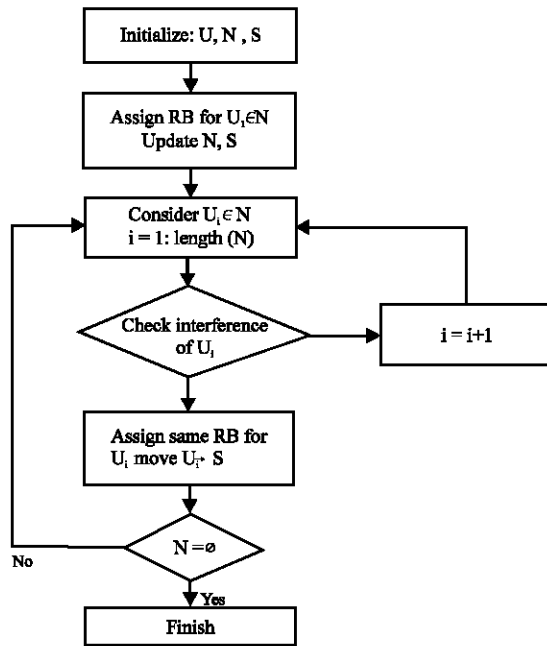 Initialize: U, N , S
Assign RB for U₁∈N
Update N, S
Consider Uᵢ∈ N
i = 1: length (N)
Check interference
of Uᵢ
i = i+1
Assign same RB for
Uᵢ move Uᵢ→ S
N = ∅
No
Yes
Finish